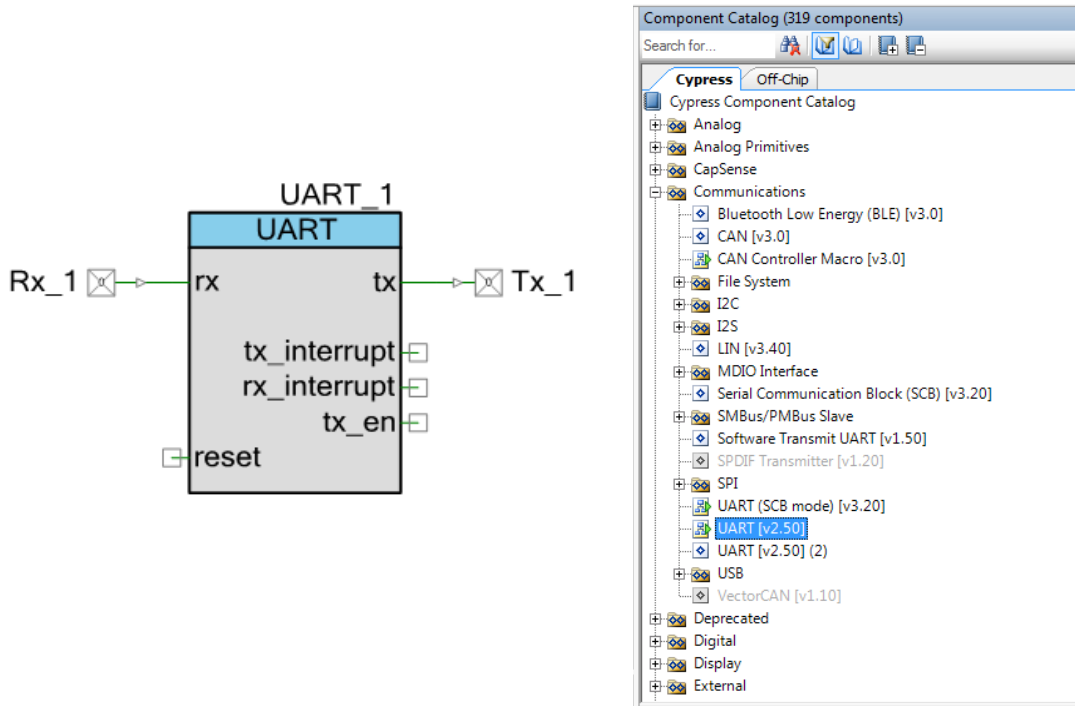 UART_1
UART
Rx_1
rx
tx
Tx_1
tx_interrupt
rx_interrupt
tx_en
reset
Component Catalog (319 components)
Search for...
Cypress
Off-Chip
Cypress Component Catalog
Analog
Analog Primitives
CapSense
Communications
Bluetooth Low Energy (BLE) [v3.0]
CAN [v3.0]
CAN Controller Macro [v3.0]
File System
I2C
I2S
LIN [v3.40]
MDIO Interface
Serial Communication Block (SCB) [v3.20]
SMBus/PMBus Slave
Software Transmit UART [v1.50]
SPDIF Transmitter [v1.20]
SPI
UART (SCB mode) [v3.20]
UART [v2.50]
UART [v2.50] (2)
USB
VectorCAN [v1.10]
Deprecated
Digital
Display
External